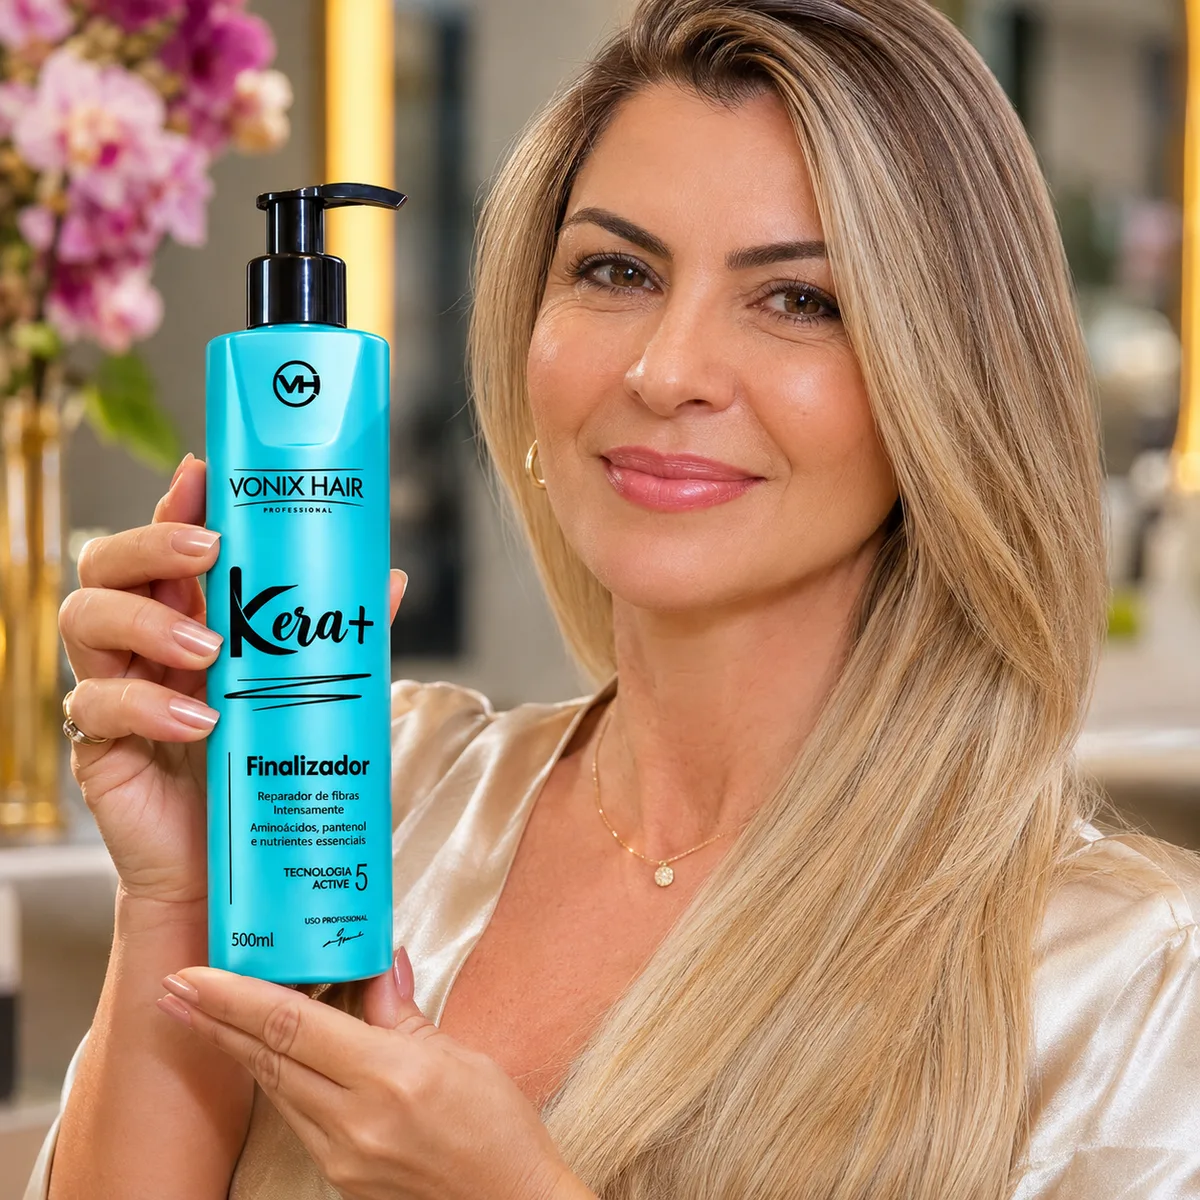 VH
VONIX HAIR
PROFESSIONAL
Kera+
Finalizador
Reparador de fibras
Intensamente
Aminoácidos, pantenol
e nutrientes essenciais
TECNOLOGIA
ACTIVE 5
USO PROFISSIONAL
500ml